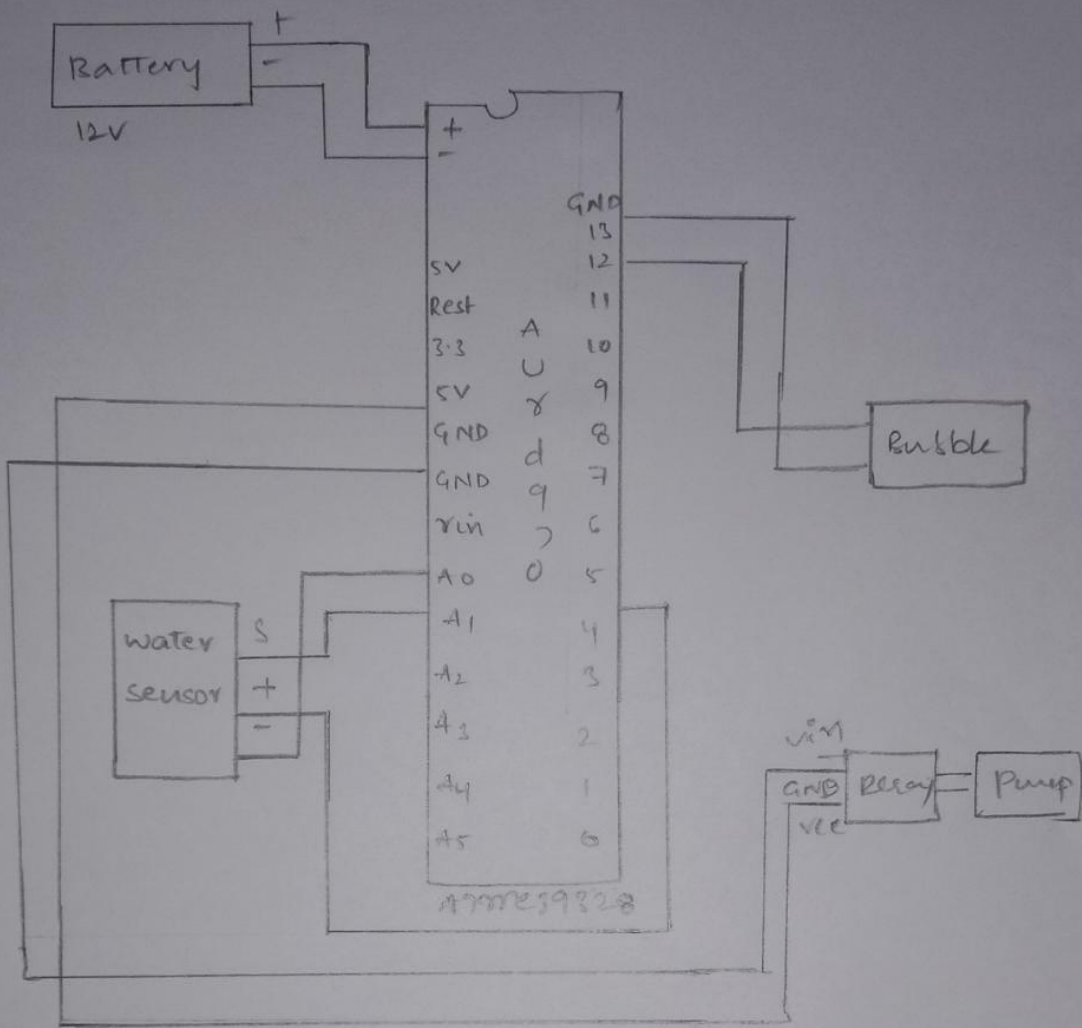 Battery
+
-
12V
+
-
5V
Rest
3.3
5V
GND
GND
vin
A0
A1
A2
A3
A4
A5
GND
13
12
11
10
9
8
7
6
5
4
3
2
1
0
Bubble
water
sensor
S
+
-
vin
GND
vcc
Relay
Pump